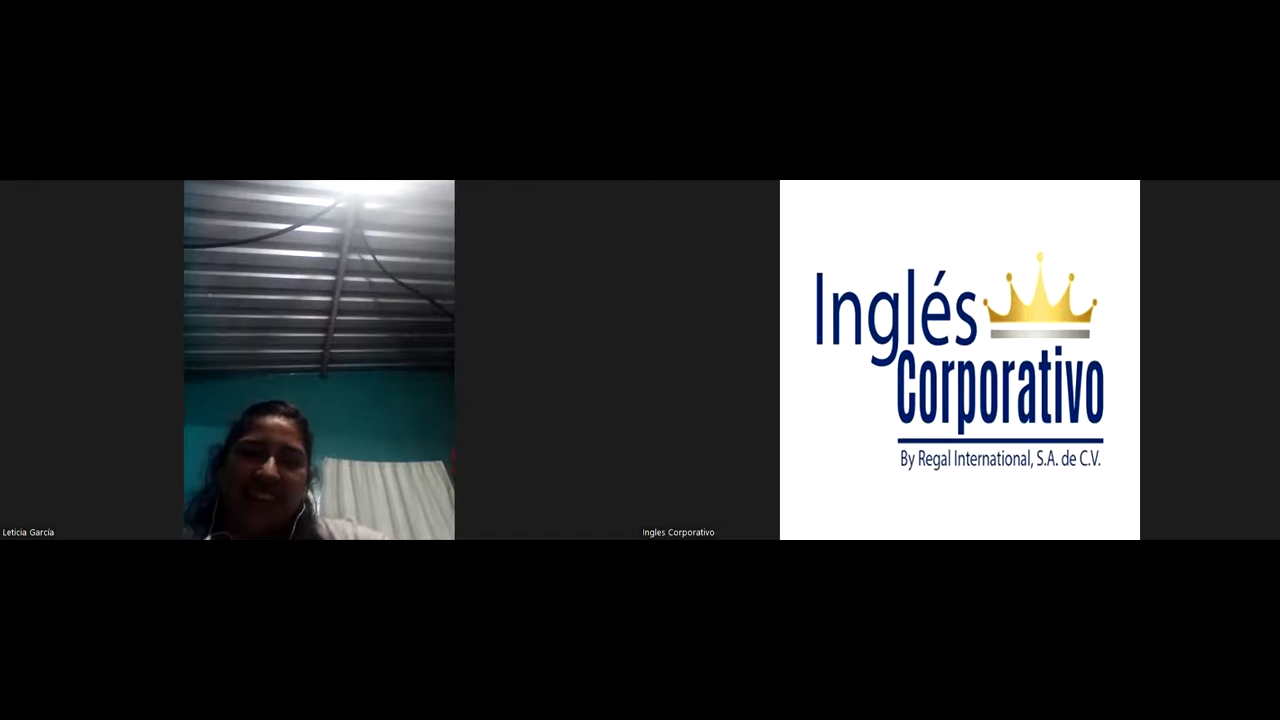 Inglés
Corporativo
By Regal International, S.A. de C.V.
Leticia García
Ingles Corporativo